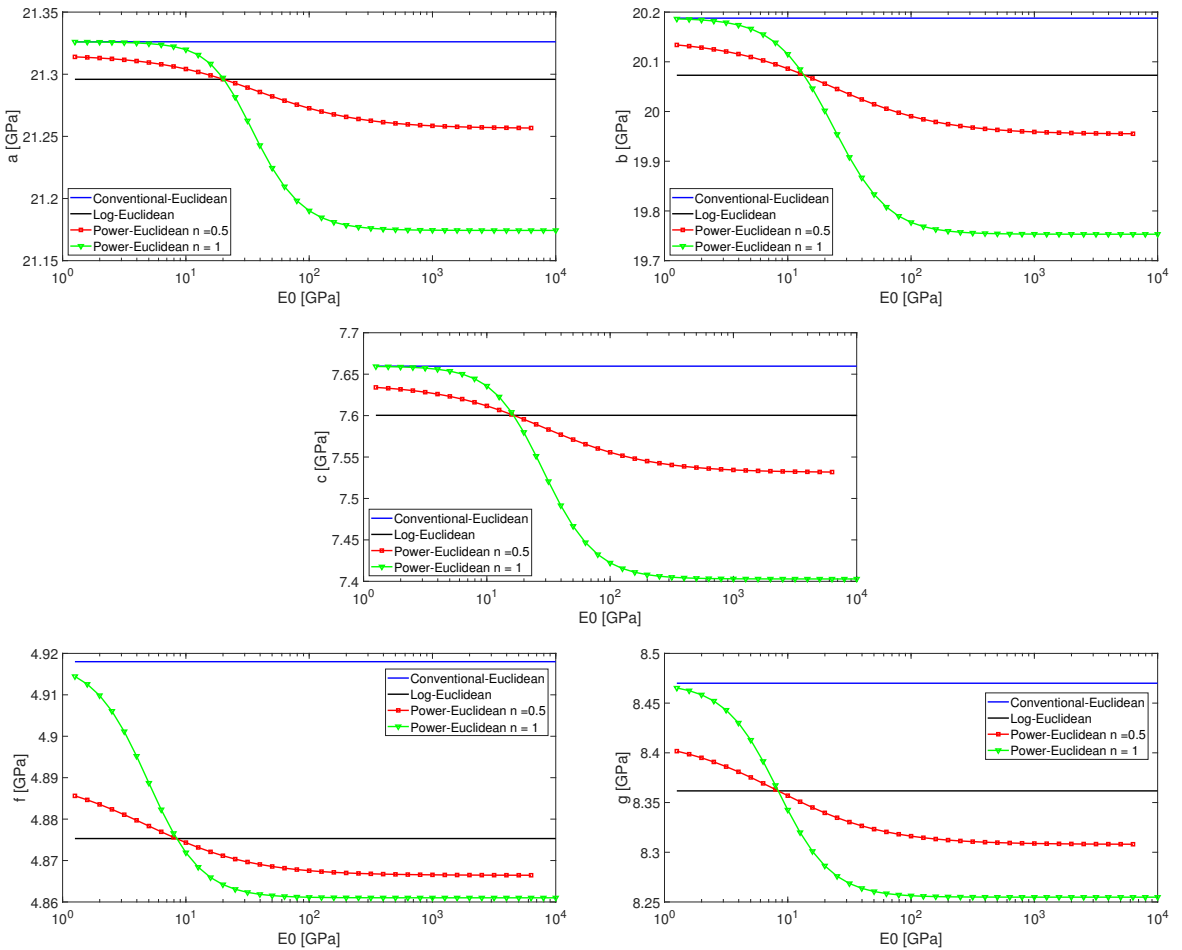 21.35
21.3
21.25
21.2
21.15
a [GPa]
Conventional-Euclidean
Log-Euclidean
Power-Euclidean n =0.5
Power-Euclidean n = 1
10^0 10^1 10^2 10^3 10^4
E0 [GPa]
20.2
20.1
20
19.9
19.8
19.7
b [GPa]
Conventional-Euclidean
Log-Euclidean
Power-Euclidean n =0.5
Power-Euclidean n = 1
10^0 10^1 10^2 10^3 10^4
E0 [GPa]
7.7
7.65
7.6
7.55
7.5
7.45
7.4
c [GPa]
Conventional-Euclidean
Log-Euclidean
Power-Euclidean n =0.5
Power-Euclidean n = 1
10^0 10^1 10^2 10^3 10^4
E0 [GPa]
4.92
4.91
4.9
4.89
4.88
4.87
4.86
f [GPa]
Conventional-Euclidean
Log-Euclidean
Power-Euclidean n =0.5
Power-Euclidean n = 1
10^0 10^1 10^2 10^3 10^4
E0 [GPa]
8.5
8.45
8.4
8.35
8.3
8.25
g [GPa]
Conventional-Euclidean
Log-Euclidean
Power-Euclidean n =0.5
Power-Euclidean n = 1
10^0 10^1 10^2 10^3 10^4
E0 [GPa]